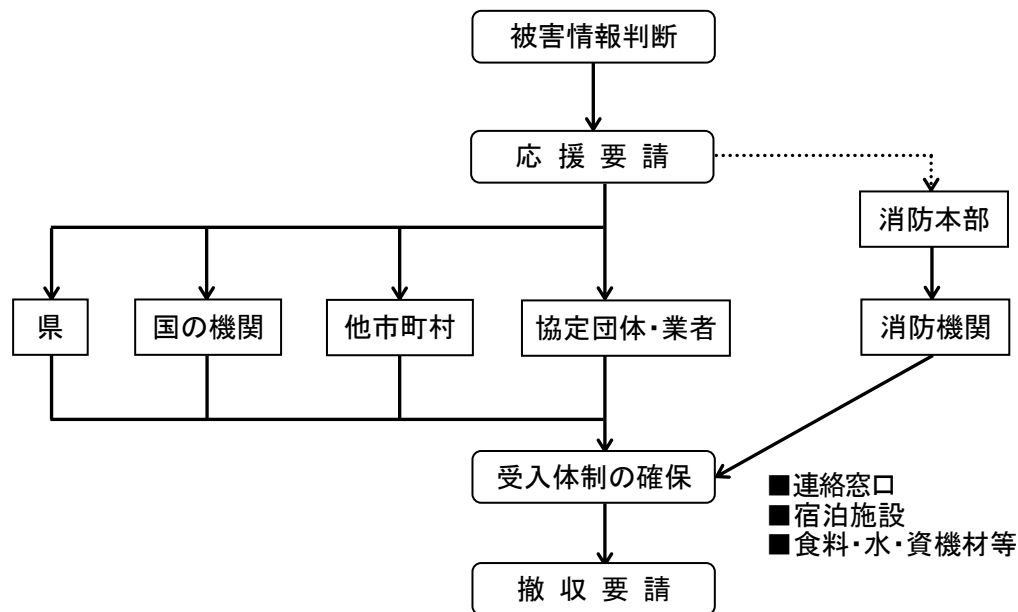 被害情報判断
応 援 要 請
消防本部
県
国の機関
他市町村
協定団体・業者
消防機関
受入体制の確保
■連絡窓口
■宿泊施設
■食料・水・資機材等
撤 収 要 請